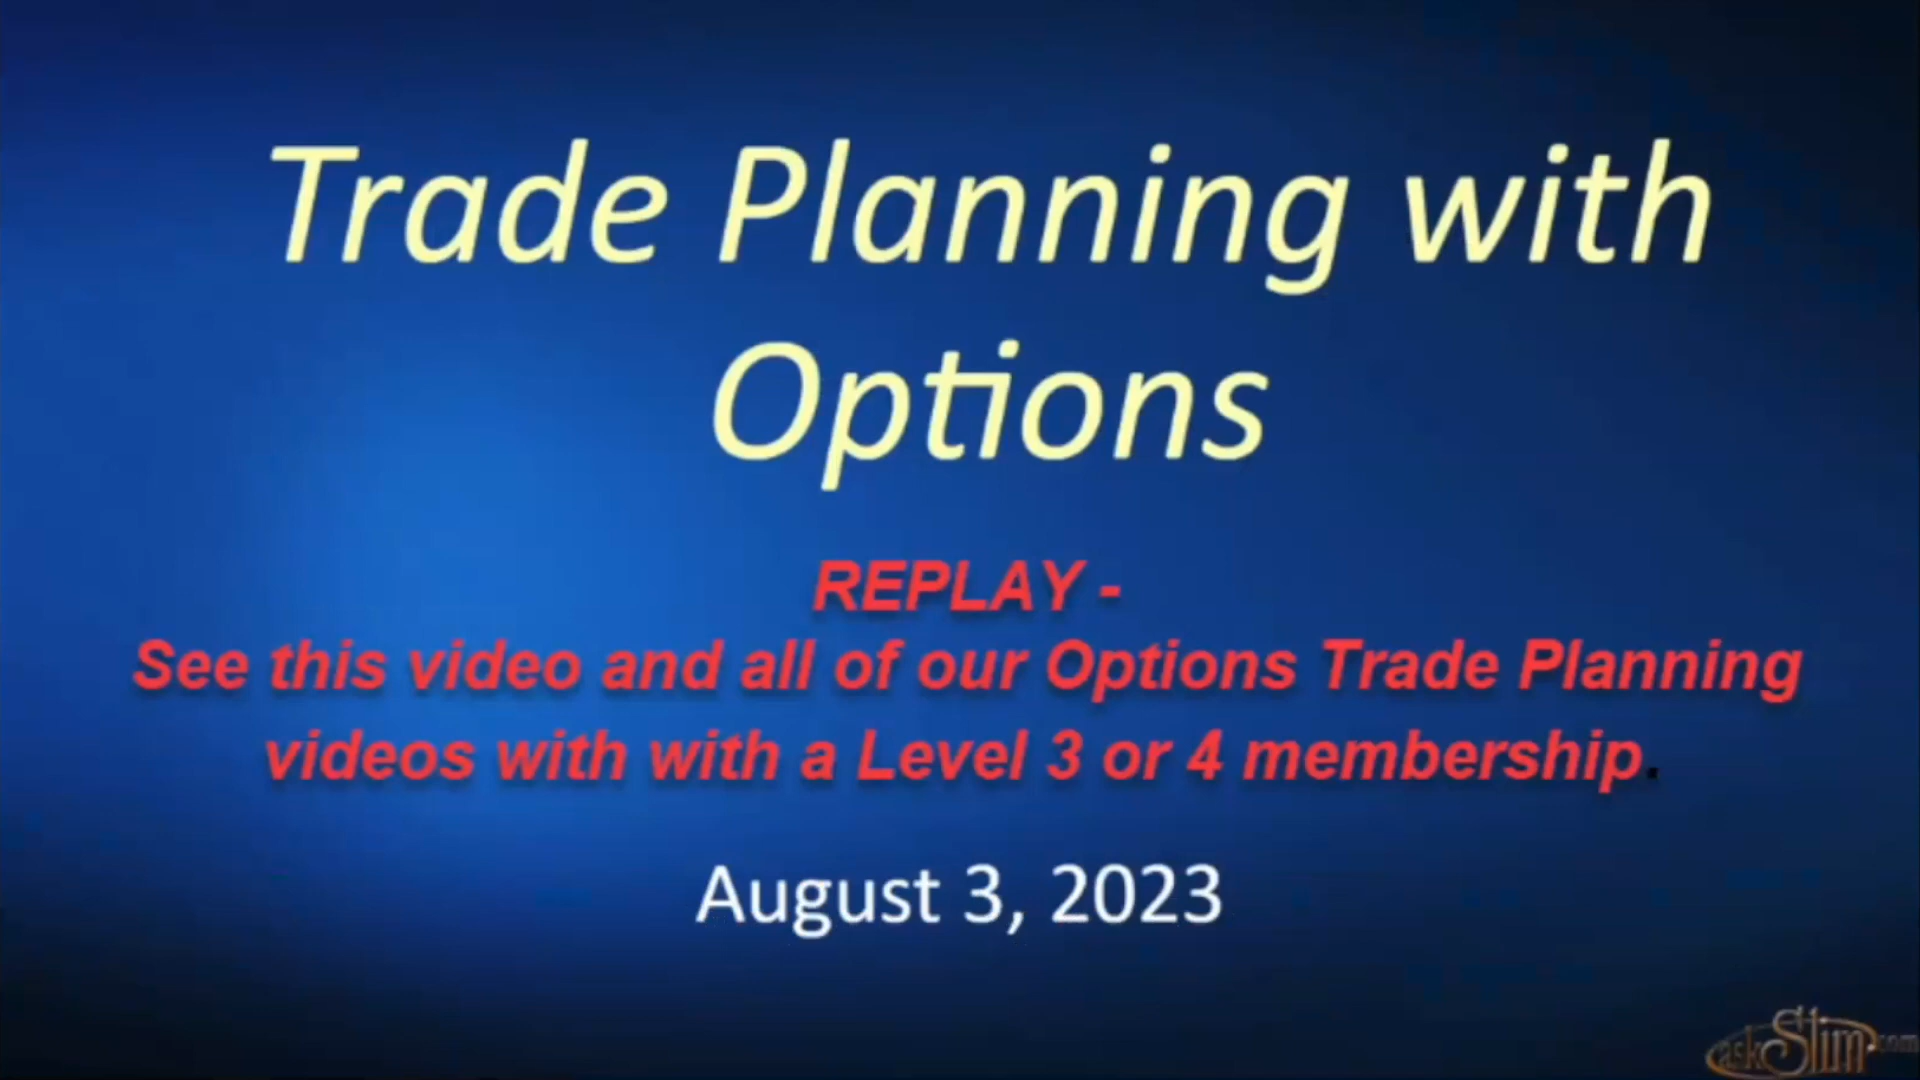 Trade Planning with
Options
REPLAY -
See this video and all of our Options Trade Planning
videos with with a Level 3 or 4 membership.
August 3, 2023
askSlim.com